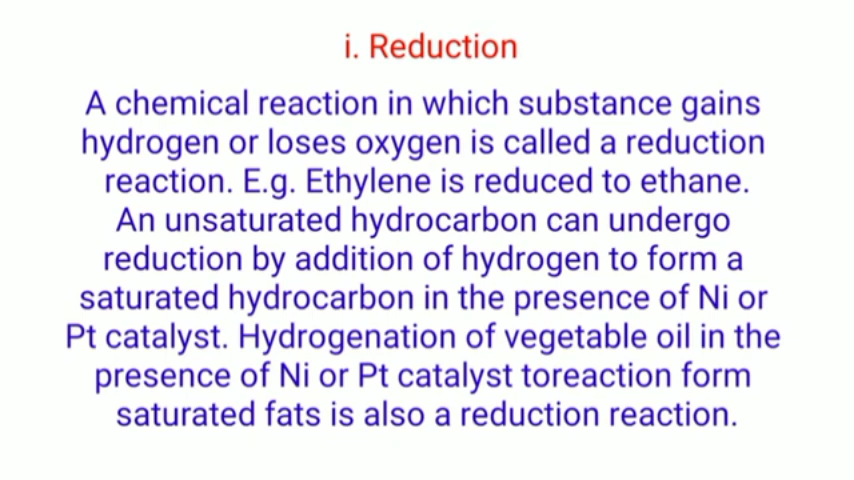 i. Reduction
A chemical reaction in which substance gains
hydrogen or loses oxygen is called a reduction
reaction. E.g. Ethylene is reduced to ethane.
An unsaturated hydrocarbon can undergo
reduction by addition of hydrogen to form a
saturated hydrocarbon in the presence of Ni or
Pt catalyst. Hydrogenation of vegetable oil in the
presence of Ni or Pt catalyst toreaction form
saturated fats is also a reduction reaction.